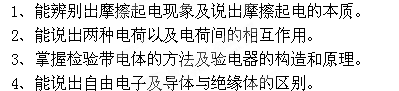 1、能辨别出摩擦起电现象及说出摩擦起电的本质。
2、能说出两种电荷以及电荷间的相互作用。
3、掌握检验带电体的方法及验电器的构造和原理。
4、能说出自由电子及导体与绝缘体的区别。